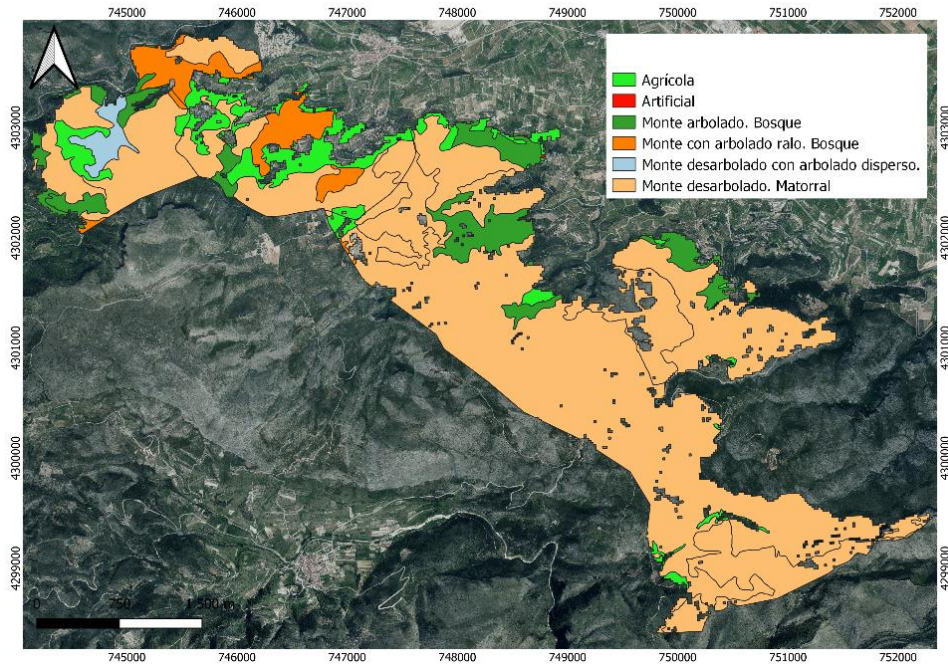 745000 746000 747000 748000 749000 750000 751000 752000
4303000 4303000
4302000 4302000
4301000 4301000
4300000 4300000
4299000 4299000
Agrícola
Artificial
Monte arbolado. Bosque
Monte con arbolado ralo. Bosque
Monte desarbolado con arbolado disperso.
Monte desarbolado. Matorral
0 750 1.500 m
745000 746000 747000 748000 749000 750000 751000 752000